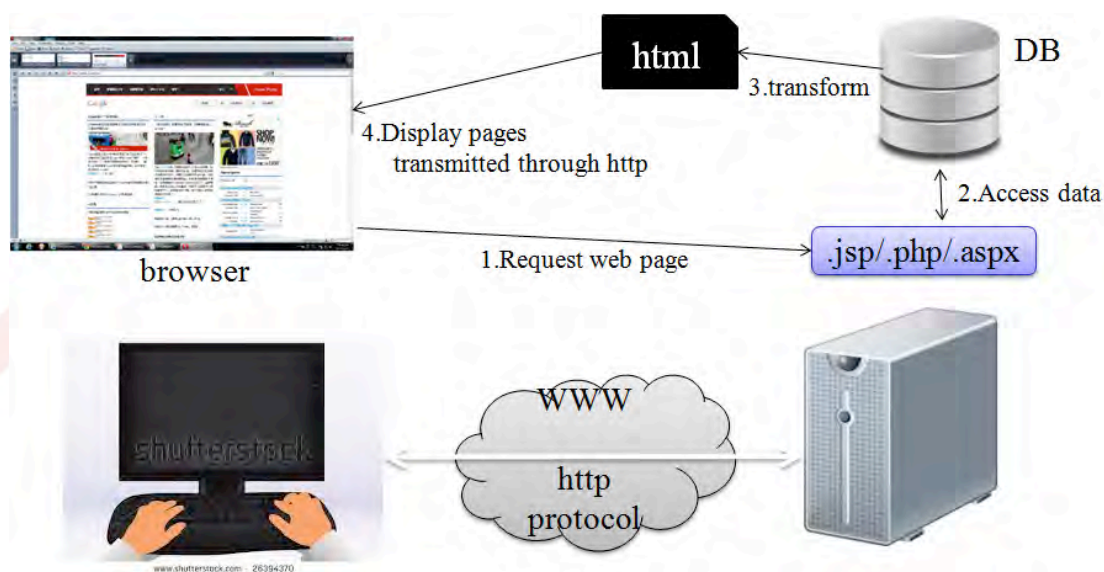 html
DB
3.transform
4.Display pages
transmitted through http
2.Access data
1.Request web page
.jsp/.php/.aspx
browser
WWW
http
protocol
shutterstock
www.shutterstock.com · 26394370